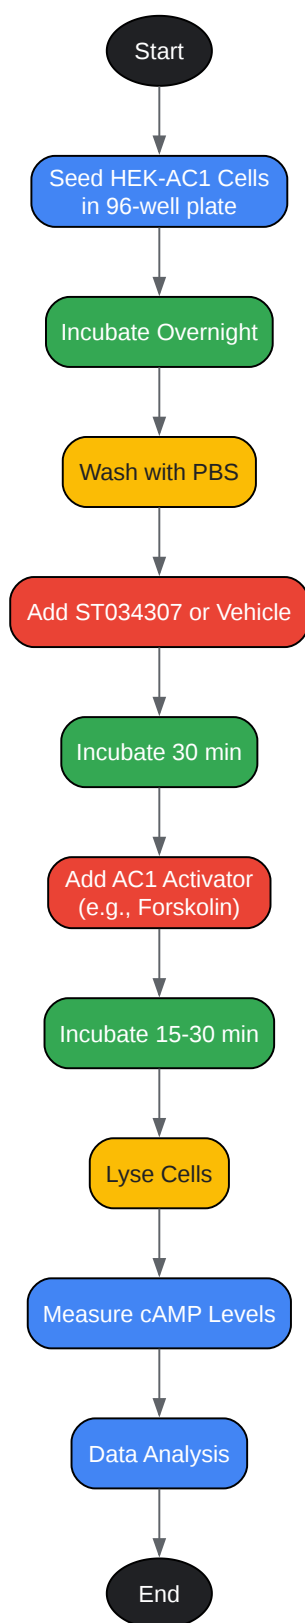 Start
Seed HEK-AC1 Cells
in 96-well plate
Incubate Overnight
Wash with PBS
Add ST034307 or Vehicle
Incubate 30 min
Add AC1 Activator
(e.g., Forskolin)
Incubate 15-30 min
Lyse Cells
Measure cAMP Levels
Data Analysis
End